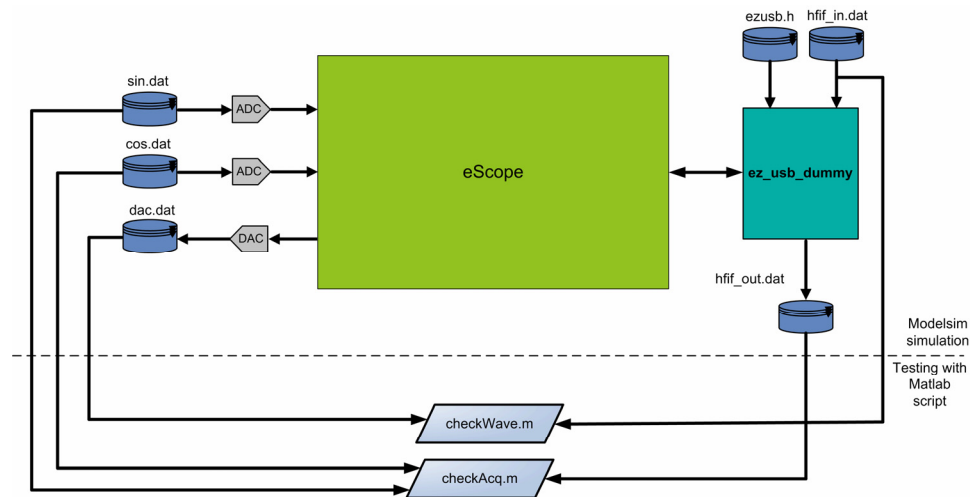 ezusb.h
hfif_in.dat
sin.dat
ADC
cos.dat
ADC
eScope
ez_usb_dummy
dac.dat
DAC
hfif_out.dat
Modelsim
simulation
Testing with
Matlab
script
checkWave.m
checkAcq.m